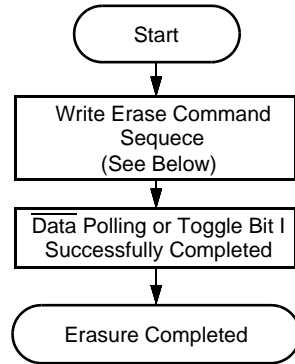 Start
Write Erase Command
Sequece
(See Below)
Data Polling or Toggle Bit I
Successfully Completed
Erasure Completed